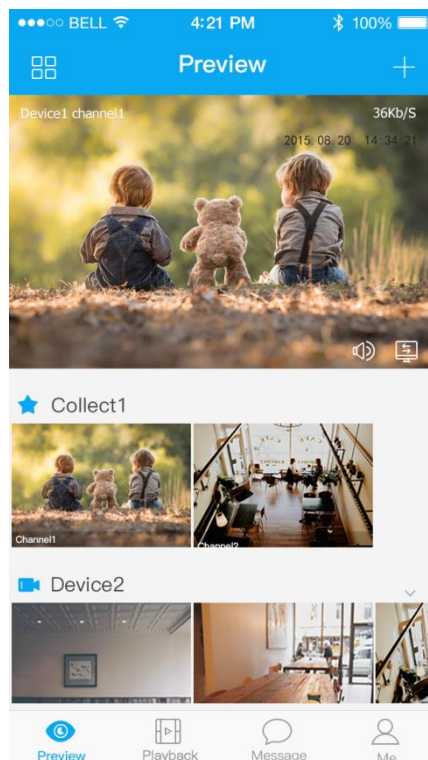 BELL 4:21 PM 100%
Preview
Device1 channel1 36Kb/S
2015. 08. 20 14:34:21
Collect1
Channel1 Channel2
Device2
Preview Playback Message Me